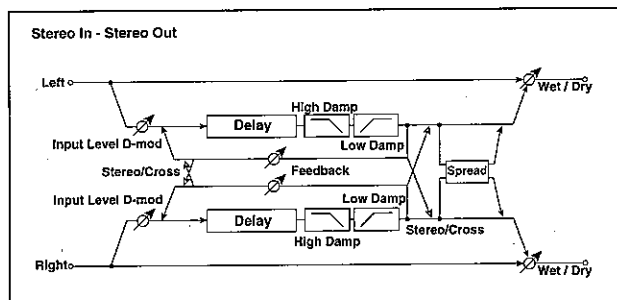 Stereo In - Stereo Out
Left
Wet / Dry
High Damp
Delay
Input Level D-mod
Low Damp
Stereo/Cross
Feedback
Spread
Input Level D-mod
Low Damp
Delay
High Damp
Stereo/Cross
Right
Wet / Dry